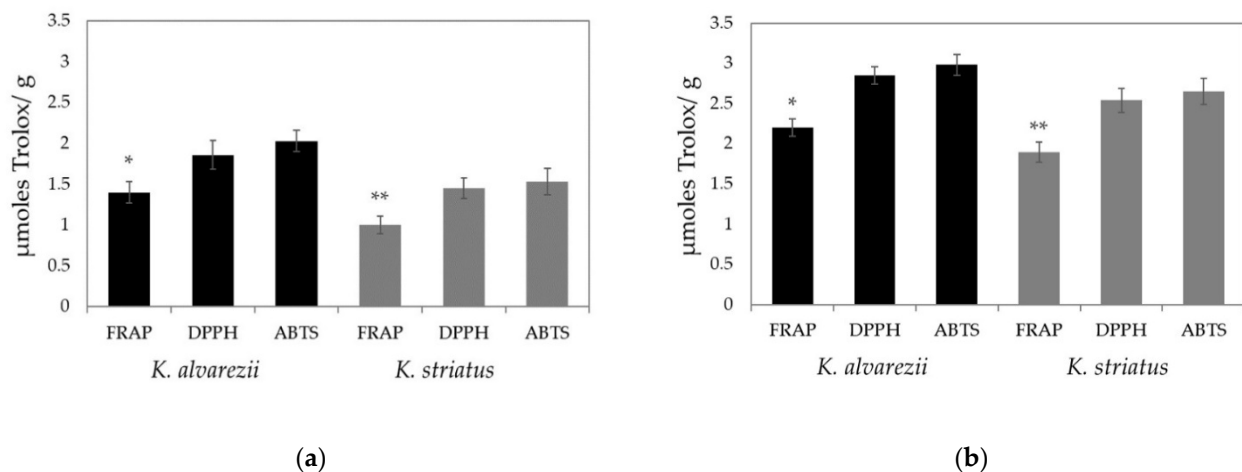 µmoles Trolox/ g
3.5
3
2.5
2
1.5
1
0.5
0
*
**
FRAP DPPH ABTS FRAP DPPH ABTS
K. alvarezii K. striatus
(a)
µmoles Trolox/ g
3.5
3
2.5
2
1.5
1
0.5
0
*
**
FRAP DPPH ABTS FRAP DPPH ABTS
K. alvarezii K. striatus
(b)